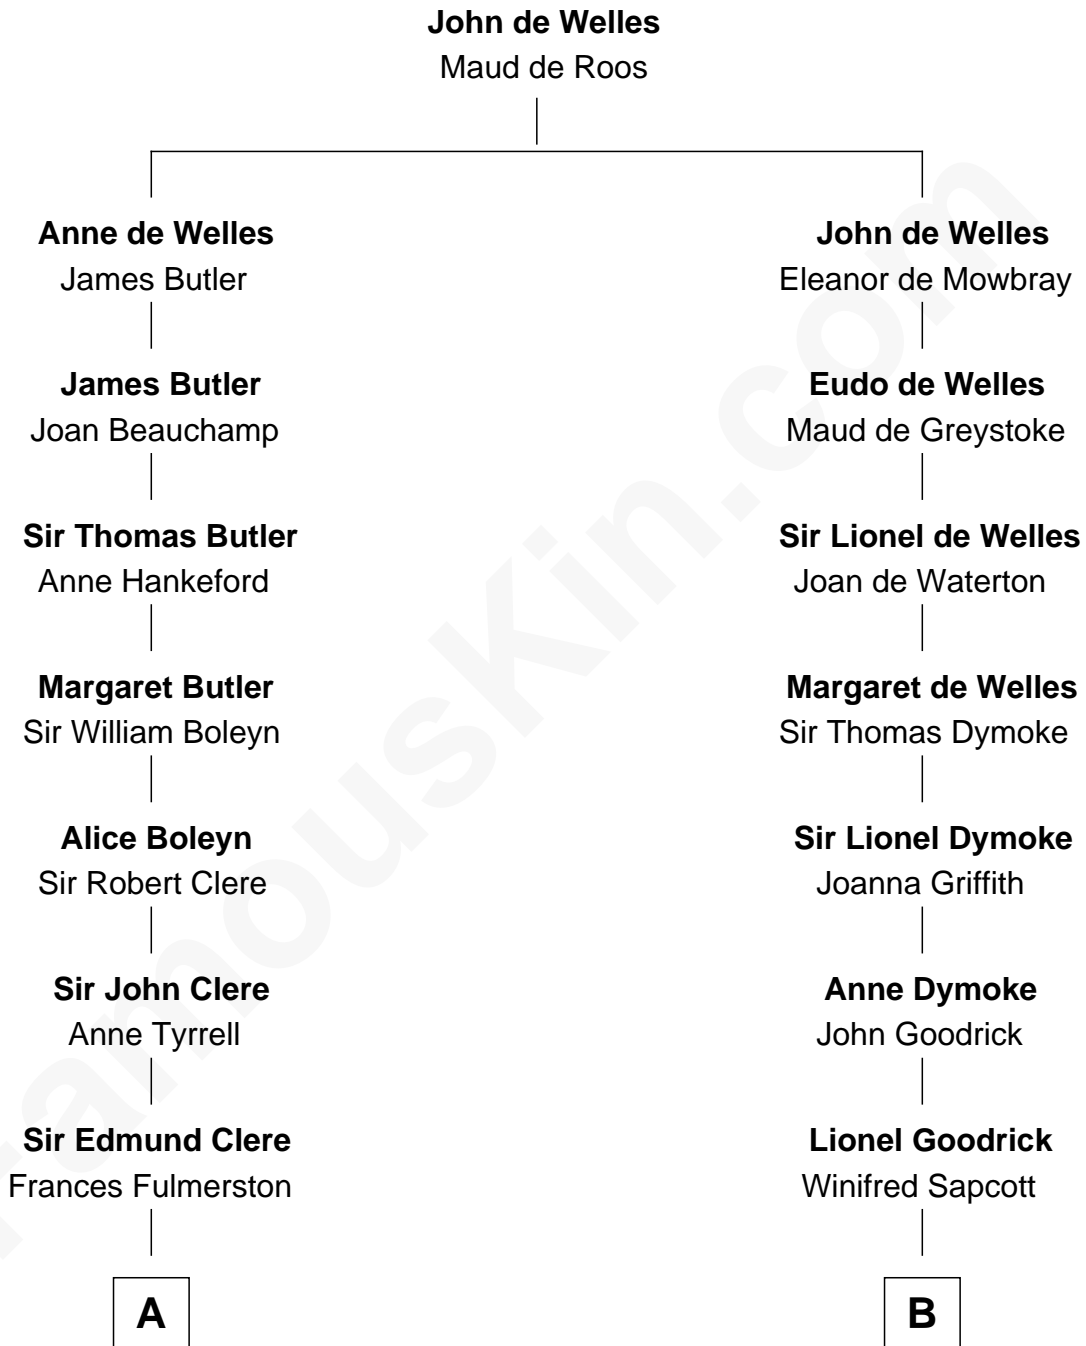 John de Welles
Maud de Roos
Anne de Welles
James Butler
John de Welles
Eleanor de Mowbray
James Butler
Joan Beauchamp
Eudo de Welles
Maud de Greystoke
Sir Thomas Butler
Anne Hankeford
Sir Lionel de Welles
Joan de Waterton
Margaret Butler
Sir William Boleyn
Margaret de Welles
Sir Thomas Dymoke
Alice Boleyn
Sir Robert Clere
Sir Lionel Dymoke
Joanna Griffith
Sir John Clere
Anne Tyrrell
Anne Dymoke
John Goodrick
Sir Edmund Clere
Frances Fulmerston
Lionel Goodrick
Winifred Sapcott
A
B
FamousKin.com